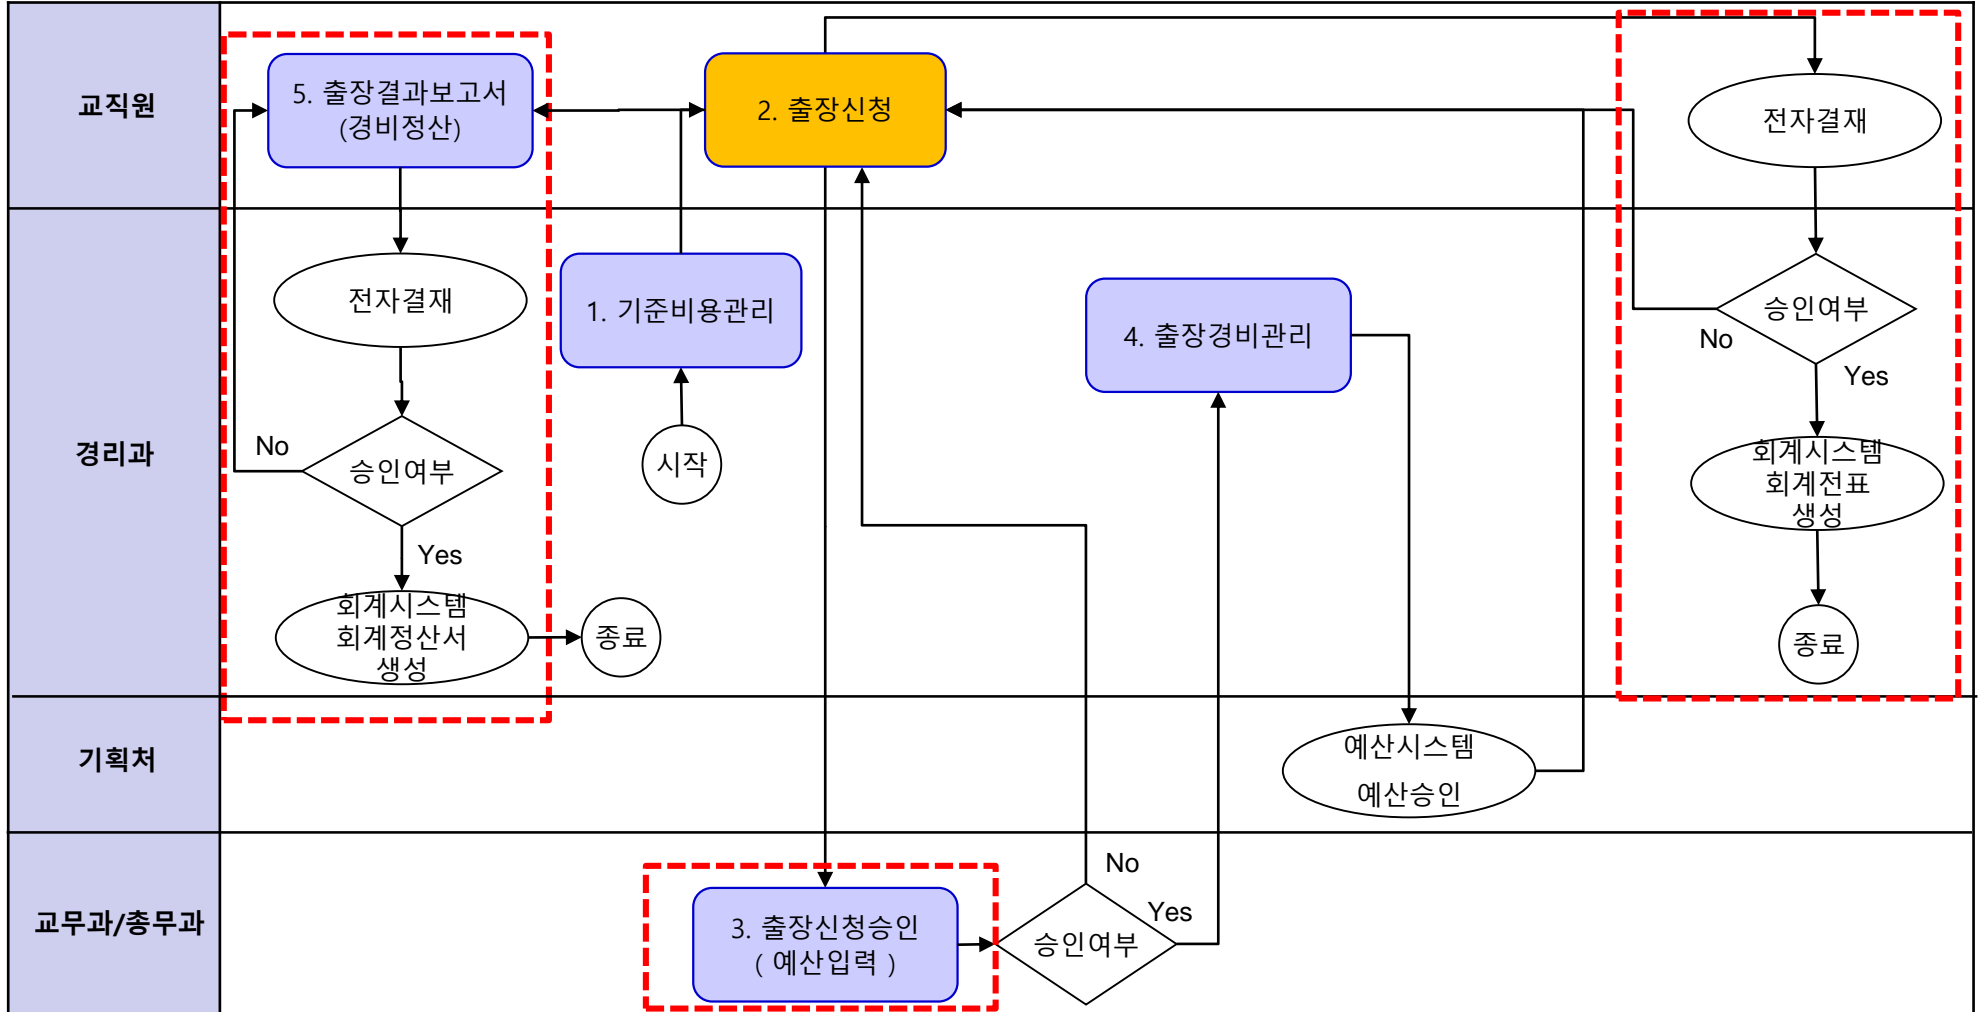 교직원
5. 출장결과보고서
(경비정산)
2. 출장신청
전자결재
경리과
전자결재
1. 기준비용관리
4. 출장경비관리
승인여부
No
Yes
No
승인여부
시작
회계시스템
회계전표
생성
Yes
회계시스템
회계정산서
생성
종료
종료
기획처
예산시스템
예산승인
교무과/총무과
3. 출장신청승인
( 예산입력 )
No
Yes
승인여부